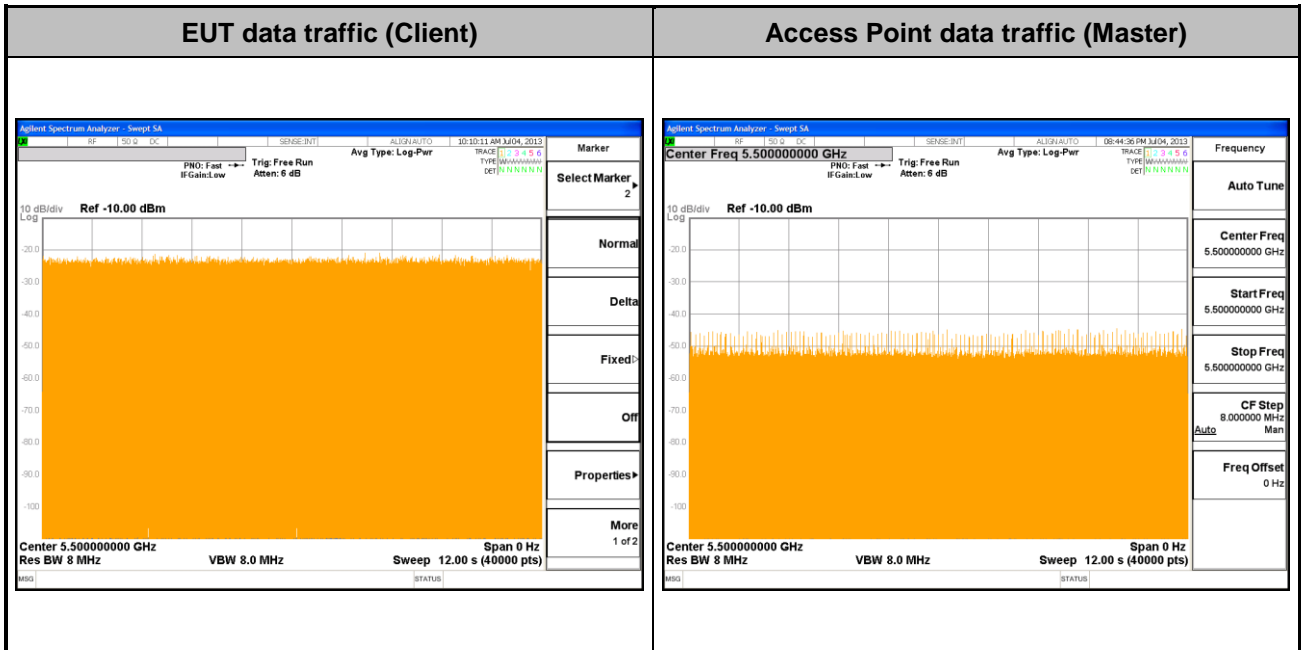 EUT data traffic (Client)
Access Point data traffic (Master)
Agilent Spectrum Analyzer - Swept SA
RF 50 Ω DC SENSE:INT ALIGNAUTO 10:10:11 AM Jul 04, 2013
Avg Type: Log-Pwr
TRACE 1 2 3 4 5 6
PNO: Fast Trig: Free Run
TYPE
IFGain:Low Atten: 6 dB
DET N N N N N N
10 dB/div Ref -10.00 dBm
Log
-20.0
-30.0
-40.0
-50.0
-60.0
-70.0
-80.0
-90.0
-100
Center 5.500000000 GHz Span 0 Hz
Res BW 8 MHz VBW 8.0 MHz Sweep 12.00 s (40000 pts)
MSG STATUS
Marker
Select Marker
2
Normal
Delta
Fixed
Off
Properties
More
1 of 2
Agilent Spectrum Analyzer - Swept SA
RF 50 Ω DC SENSE:INT ALIGNAUTO 08:44:36 PM Jul 04, 2013
Center Freq 5.500000000 GHz Avg Type: Log-Pwr
TRACE 1 2 3 4 5 6
PNO: Fast Trig: Free Run
TYPE
IFGain:Low Atten: 6 dB
DET N N N N N N
10 dB/div Ref -10.00 dBm
Log
-20.0
-30.0
-40.0
-50.0
-60.0
-70.0
-80.0
-90.0
-100
Center 5.500000000 GHz Span 0 Hz
Res BW 8 MHz VBW 8.0 MHz Sweep 12.00 s (40000 pts)
MSG STATUS
Frequency
Auto Tune
Center Freq
5.500000000 GHz
Start Freq
5.500000000 GHz
Stop Freq
5.500000000 GHz
CF Step
8.000000 MHz
Auto Man
Freq Offset
0 Hz